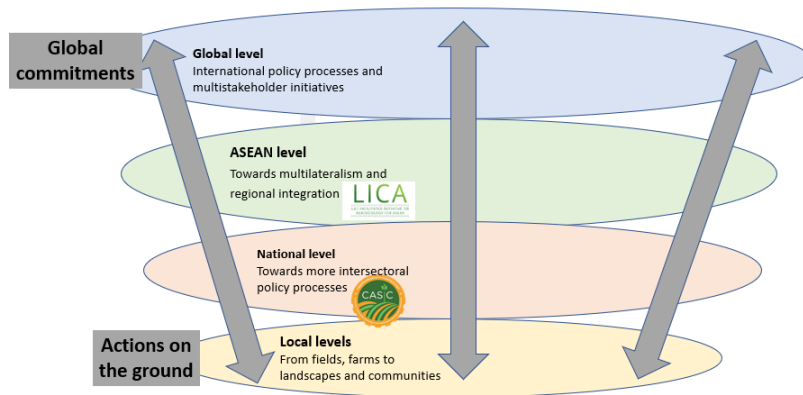 Global
commitments
Global level
International policy processes and
multistakeholder initiatives
ASEAN level
Towards multilateralism and
regional integration
LICA
National level
Towards more intersectoral
policy processes
CASIC
Actions on
the ground
Local levels
From fields, farms to
landscapes and communities